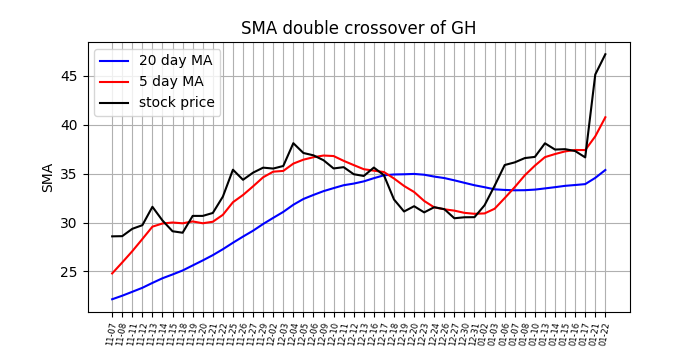 SMA double crossover of GH
20 day MA
5 day MA
stock price
SMA
45
40
35
30
25
11-07 11-08 11-11 11-12 11-13 11-14 11-15 11-18 11-19 11-20 11-21 11-22 11-25 11-26 11-27 11-29 12-02 12-03 12-04 12-05 12-06 12-09 12-10 12-11 12-12 12-13 12-16 12-17 12-18 12-19 12-20 12-23 12-24 12-26 12-27 12-30 12-31 01-02 01-03 01-06 01-07 01-08 01-10 01-13 01-14 01-15 01-16 01-17 01-21 01-22